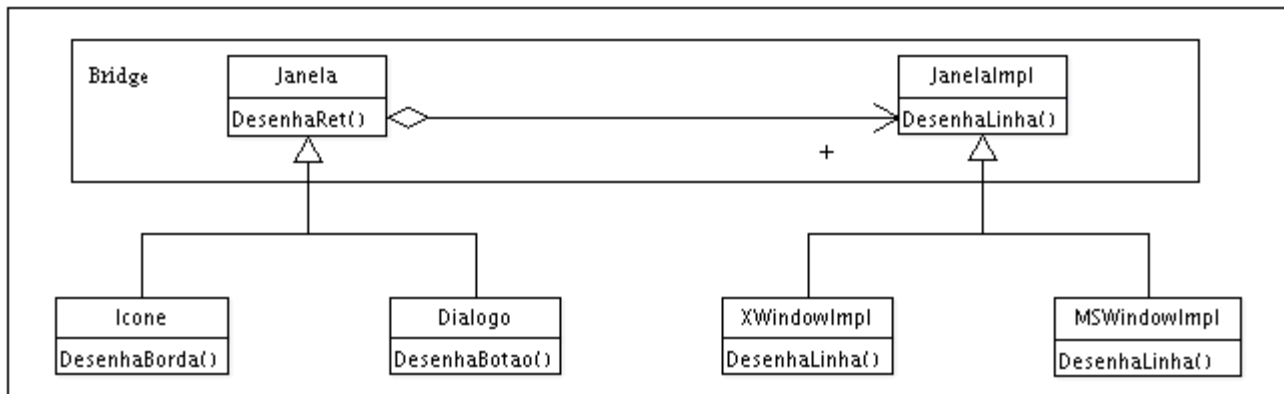 Bridge
Janela
DesenhaRet()
JanelaImpl
DesenhaLinha()
+
Icone
DesenhaBorda()
Dialogo
DesenhaBotao()
XWindowImpl
DesenhaLinha()
MSWindowImpl
DesenhaLinha()